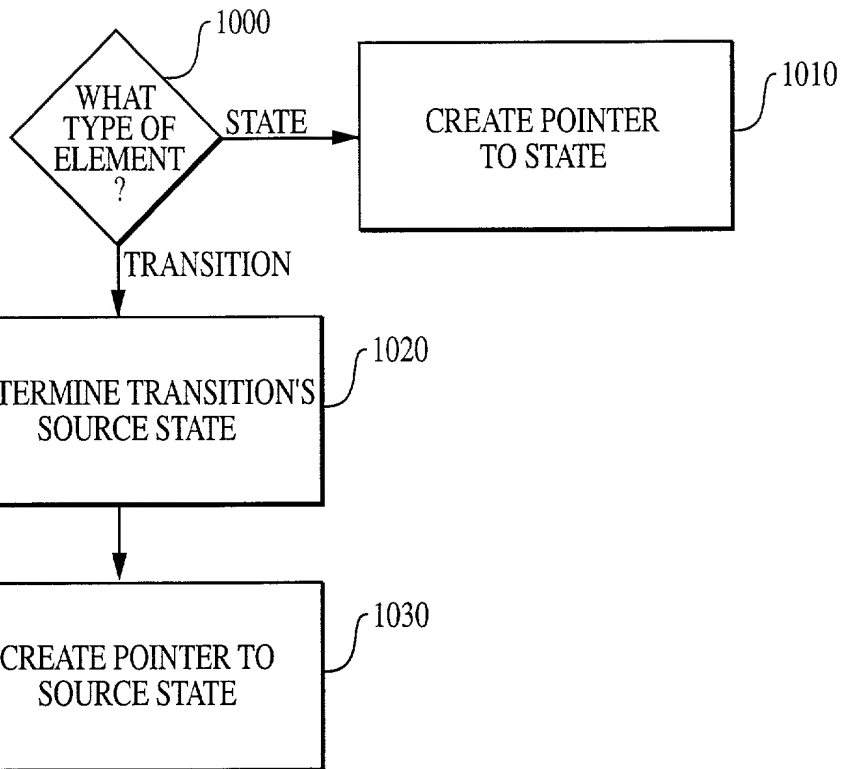 1000
WHAT
TYPE OF
ELEMENT
?
STATE
CREATE POINTER
TO STATE
1010
TRANSITION
TERMINE TRANSITION'S
SOURCE STATE
1020
CREATE POINTER TO
SOURCE STATE
1030